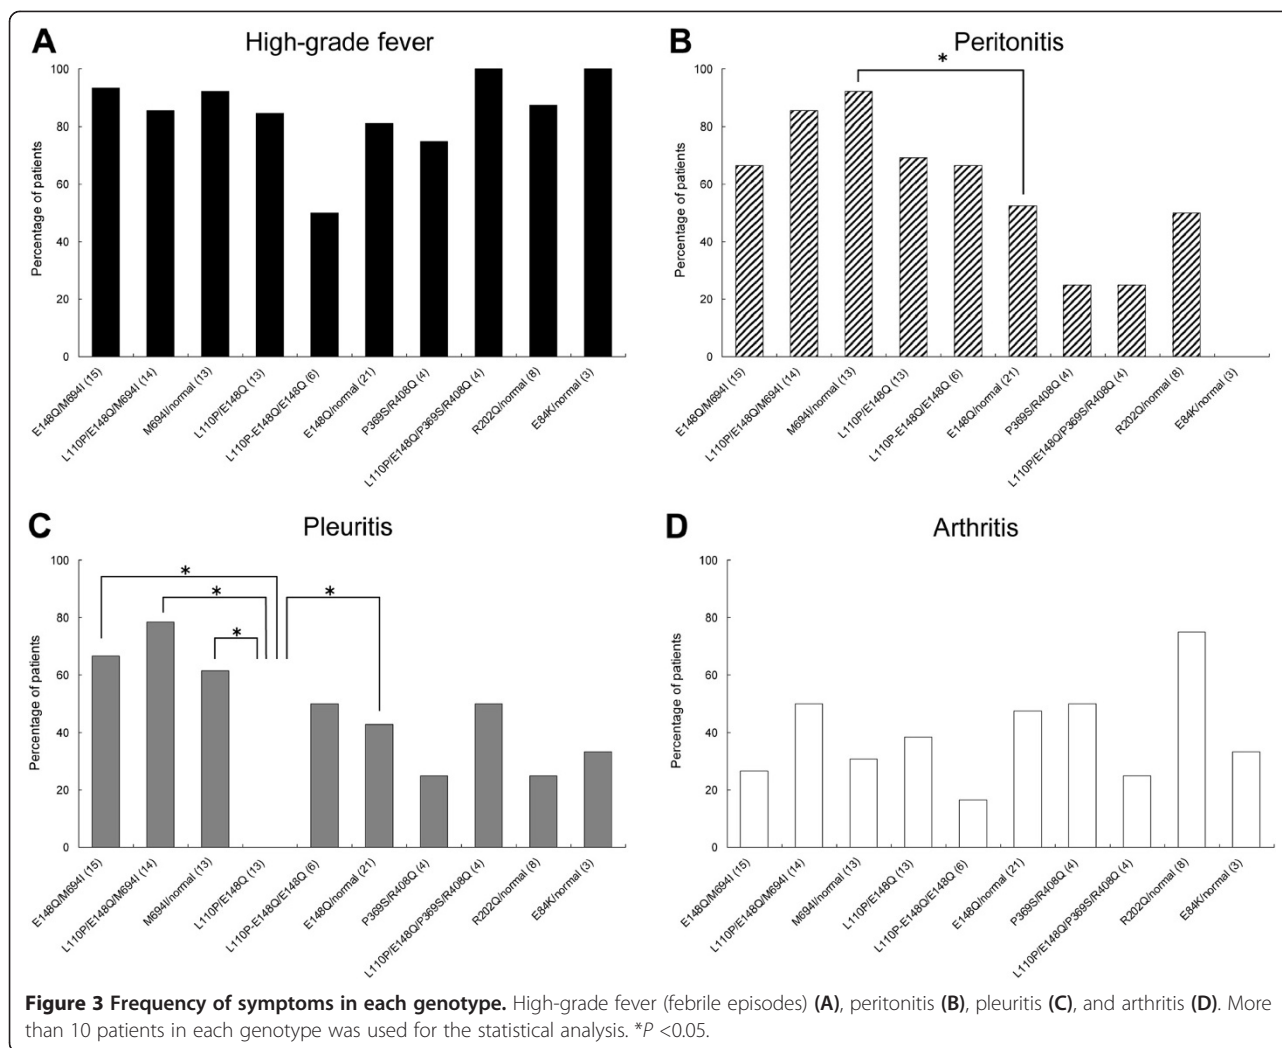 A
High-grade fever
Percentage of patients
100
80
60
40
20
0
E148Q/M694I (15)
L110P/E148Q/M694I (14)
M694I/normal (13)
L110P/E148Q (13)
L110P-E148Q/E148Q (6)
E148Q/normal (21)
P369S/R408Q (4)
L110P/E148Q/P369S/R408Q (4)
R202Q/normal (8)
E84K/normal (3)
B
Peritonitis
Percentage of patients
100
80
60
40
20
0
*
E148Q/M694I (15)
L110P/E148Q/M694I (14)
M694I/normal (13)
L110P/E148Q (13)
L110P-E148Q/E148Q (6)
E148Q/normal (21)
P369S/R408Q (4)
L110P/E148Q/P369S/R408Q (4)
R202Q/normal (8)
E84K/normal (3)
C
Pleuritis
Percentage of patients
100
80
60
40
20
0
*
*
*
*
E148Q/M694I (15)
L110P/E148Q/M694I (14)
M694I/normal (13)
L110P/E148Q (13)
L110P-E148Q/E148Q (6)
E148Q/normal (21)
P369S/R408Q (4)
L110P/E148Q/P369S/R408Q (4)
R202Q/normal (8)
E84K/normal (3)
D
Arthritis
Percentage of patients
100
80
60
40
20
0
E148Q/M694I (15)
L110P/E148Q/M694I (14)
M694I/normal (13)
L110P/E148Q (13)
L110P-E148Q/E148Q (6)
E148Q/normal (21)
P369S/R408Q (4)
L110P/E148Q/P369S/R408Q (4)
R202Q/normal (8)
E84K/normal (3)
Figure 3 Frequency of symptoms in each genotype. High-grade fever (febrile episodes) (A), peritonitis (B), pleuritis (C), and arthritis (D). More
than 10 patients in each genotype was used for the statistical analysis. *P <0.05.